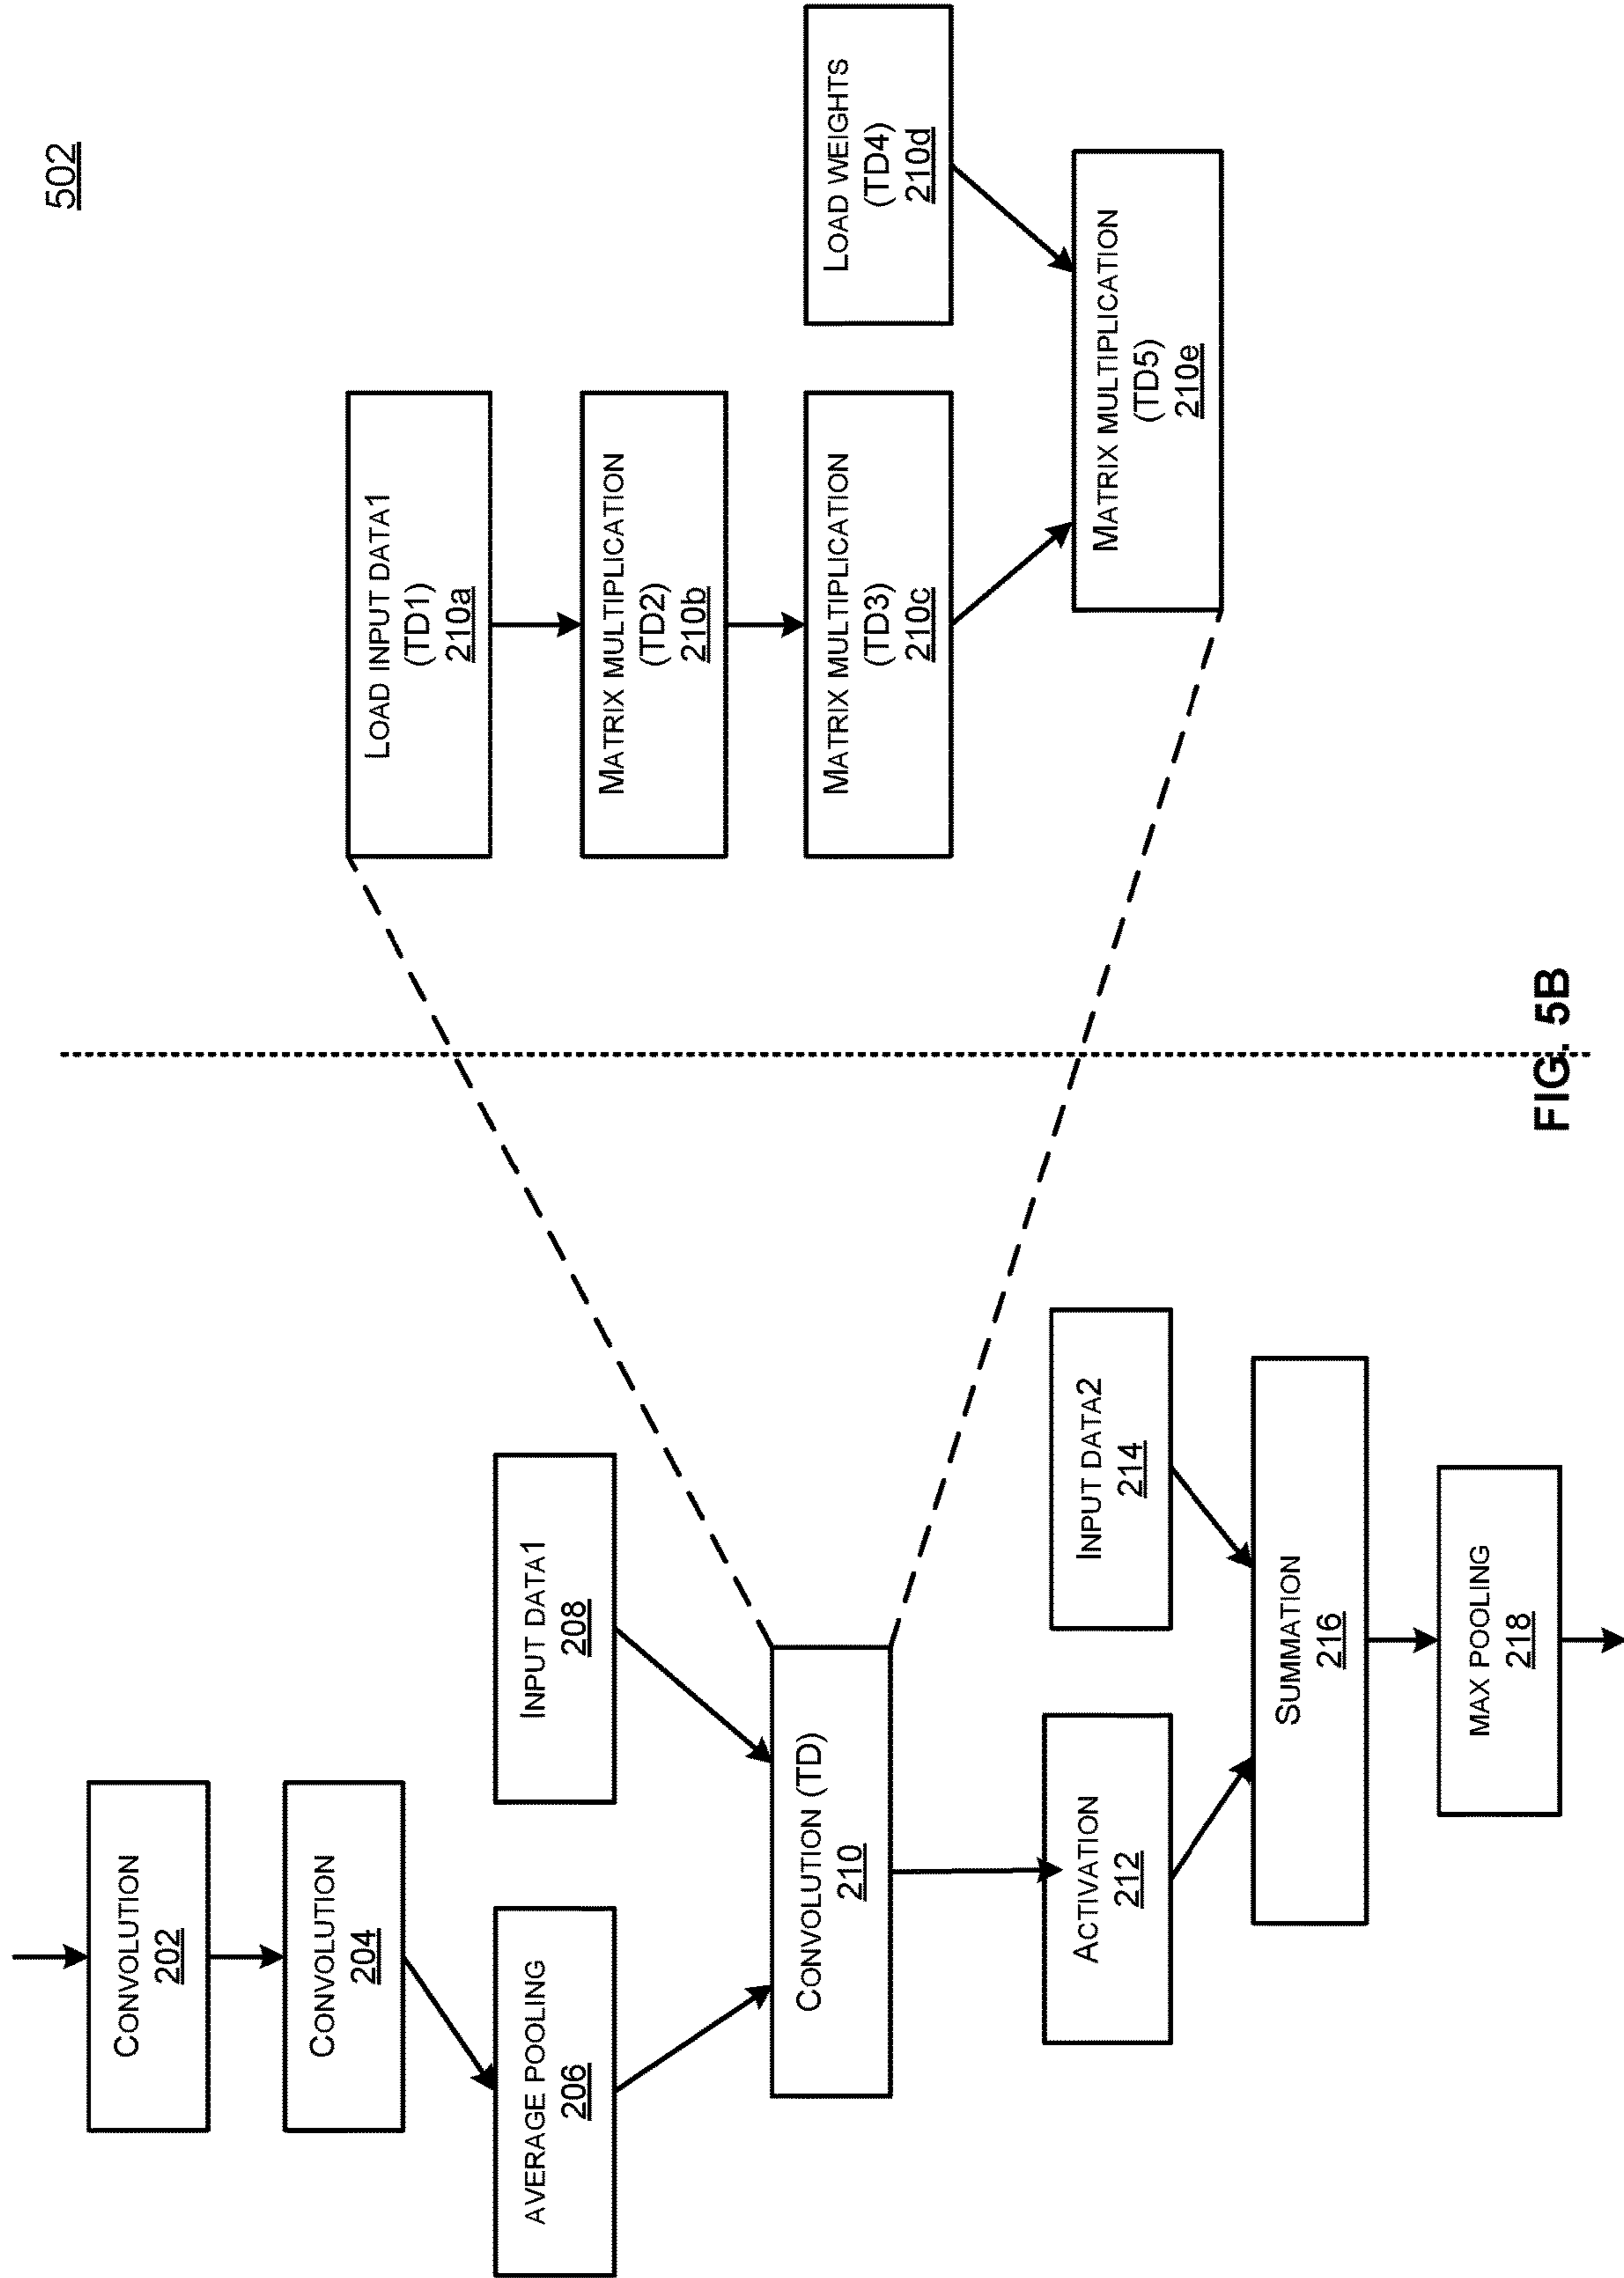 502
CONVOLUTION
202
CONVOLUTION
204
AVERAGE POOLING
206
INPUT DATA1
208
CONVOLUTION (TD)
210
ACTIVATION
212
INPUT DATA2
214
SUMMATION
216
MAX POOLING
218
LOAD INPUT DATA1
(TD1)
210a
MATRIX MULTIPLICATION
(TD2)
210b
MATRIX MULTIPLICATION
(TD3)
210c
LOAD WEIGHTS
(TD4)
210d
MATRIX MULTIPLICATION
(TD5)
210e
FIG. 5B